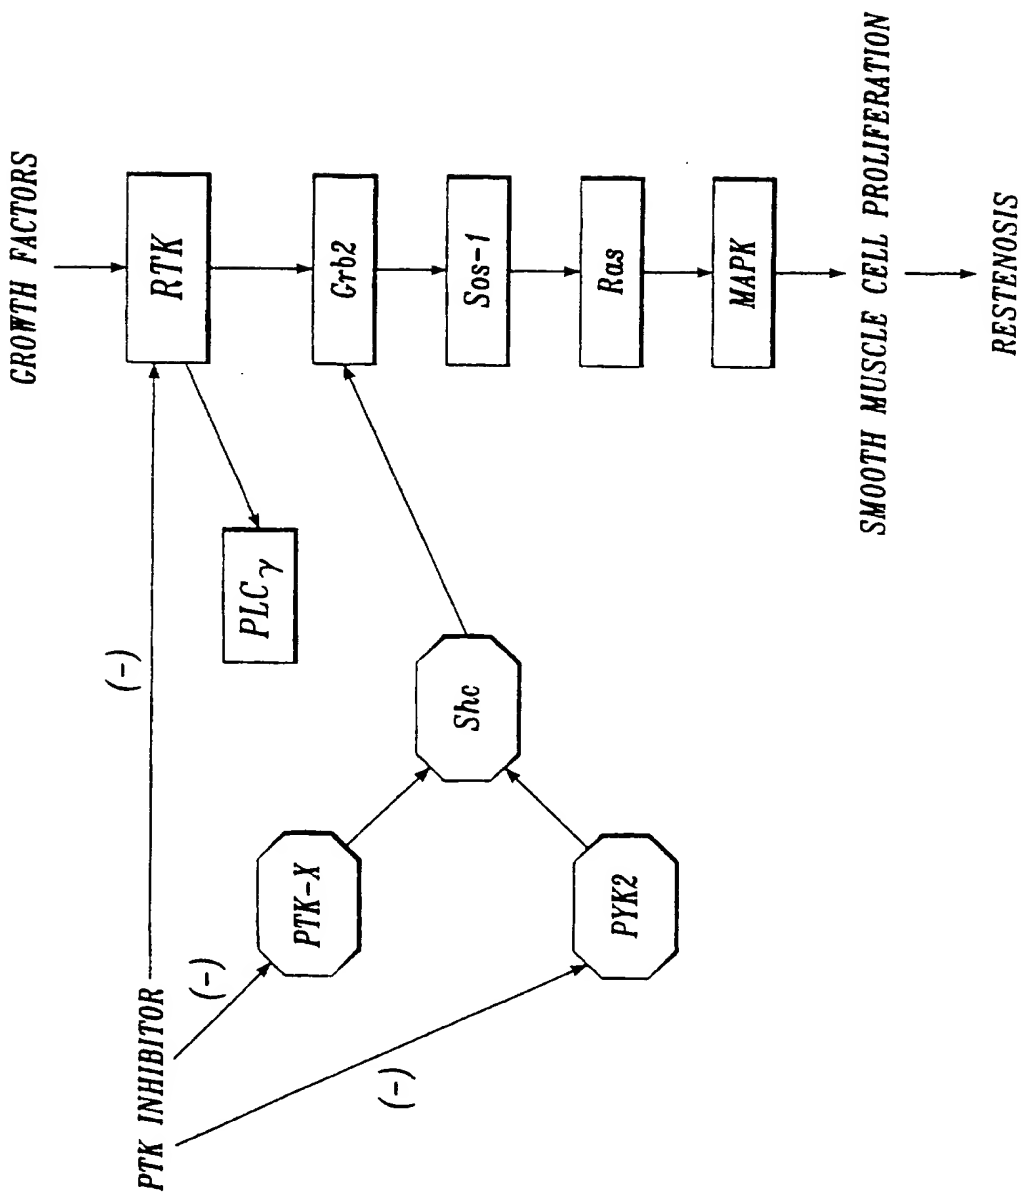 GROWTH FACTORS
(-)
PTK INHIBITOR
RTK
(-)
PLCγ
PTK-X
Grb2
(-)
Shc
Sos-1
PYK2
Ras
MAPK
SMOOTH MUSCLE CELL PROLIFERATION
RESTENOSIS